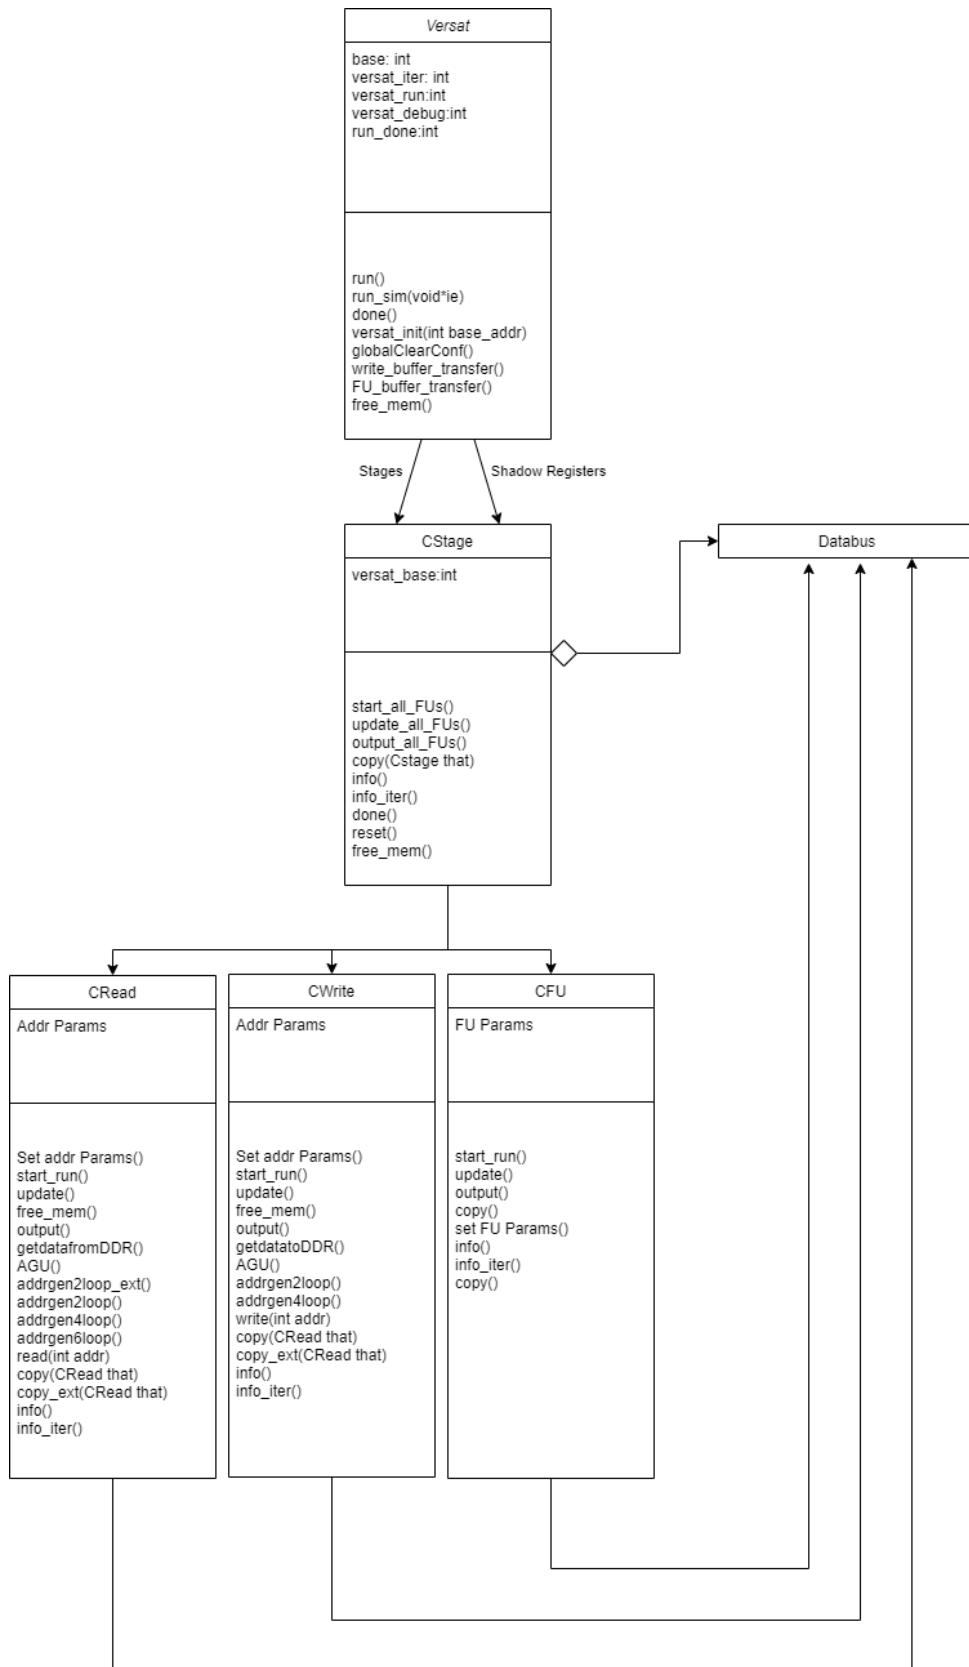 Versat
base: int
versat_iter: int
versat_run:int
versat_debug:int
run_done:int
run()
run_sim(void*ie)
done()
versat_init(int base_addr)
globalClearConf()
write_buffer_transfer()
FU_buffer_transfer()
free_mem()
Stages
Shadow Registers
CStage
versat_base:int
start_all_FUs()
update_all_FUs()
output_all_FUs()
copy(Cstage that)
info()
info_iter()
done()
reset()
free_mem()
Databus
CRead
Addr Params
Set addr Params()
start_run()
update()
free_mem()
output()
getdatafromDDR()
AGU()
addrgen2loop_ext()
addrgen2loop()
addrgen4loop()
addrgen6loop()
read(int addr)
copy(CRead that)
copy_ext(CRead that)
info()
info_iter()
CWrite
Addr Params
Set addr Params()
start_run()
update()
free_mem()
output()
getdatatoDDR()
AGU()
addrgen2loop()
addrgen4loop()
write(int addr)
copy(CRead that)
copy_ext(CRead that)
info()
info_iter()
CFU
FU Params
start_run()
update()
output()
copy()
set FU Params()
info()
info_iter()
copy()